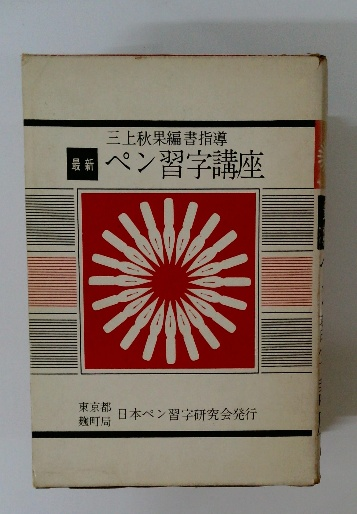 三上秋果編書指導
最新 ペン習字講座
東京都
麹町局 日本ペン習字研究会発行